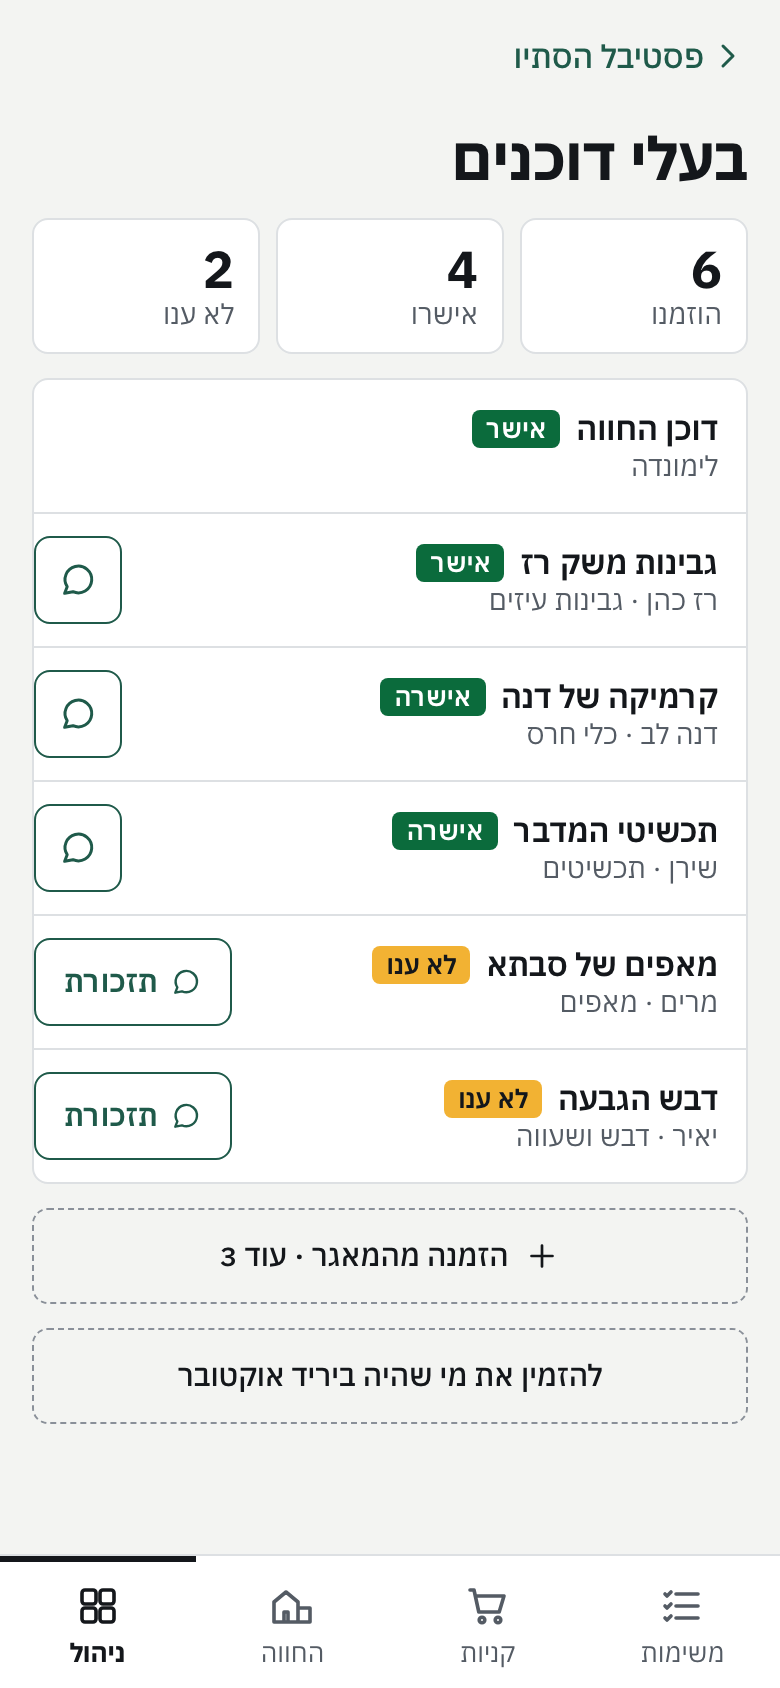 פסטיבל הסתיו
בעלי דוכנים
6 4 2
הוזמנו אישרו לא ענו
דוכן החווה אישר
לימונדה
גבינות משק רז אישר
רז כהן · גבינות עיזים
קרמיקה של דנה אישרה
דנה לב · כלי חרס
תכשיטי המדבר אישרה
שירן · תכשיטים
מאפים של סבתא לא ענו תזכורת
מרים · מאפים
דבש הגבעה לא ענו תזכורת
יאיר · דבש ושעווה
הזמנה מהמאגר · עוד 3
להזמין את מי שהיה ביריד אוקטובר
משימות קניות החווה ניהול